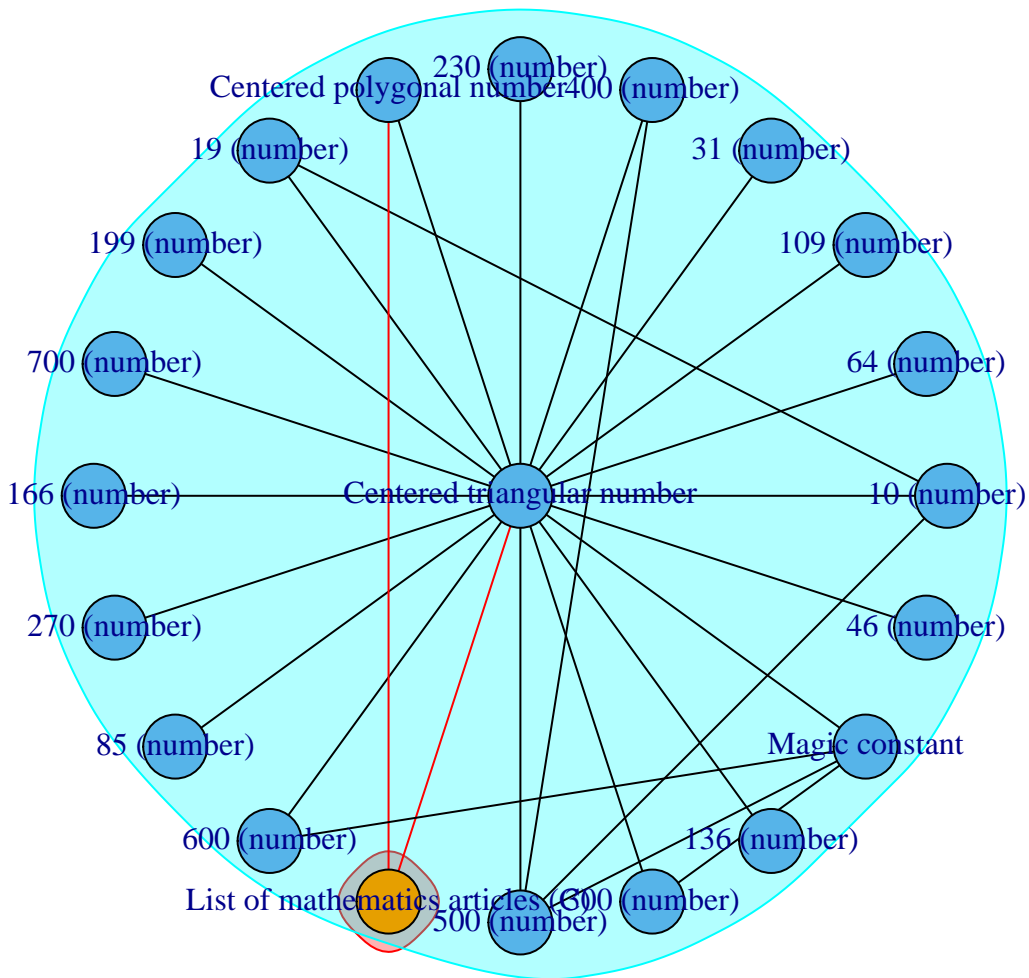 230 (number)
Centered polygonal number
400 (number)
19 (number)
31 (number)
199 (number)
109 (number)
700 (number)
64 (number)
166 (number)
Centered triangular number
10 (number)
270 (number)
46 (number)
85 (number)
Magic constant
600 (number)
136 (number)
List of mathematics articles (C)
300 (number)
500 (number)